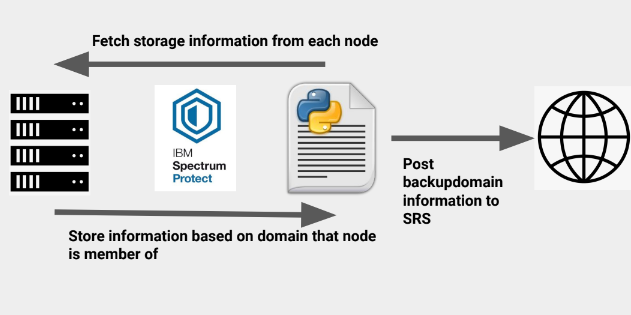 Fetch storage information from each node
IBM
Spectrum
Protect
Post
backupdomain
information to
SRS
Store information based on domain that node
is member of